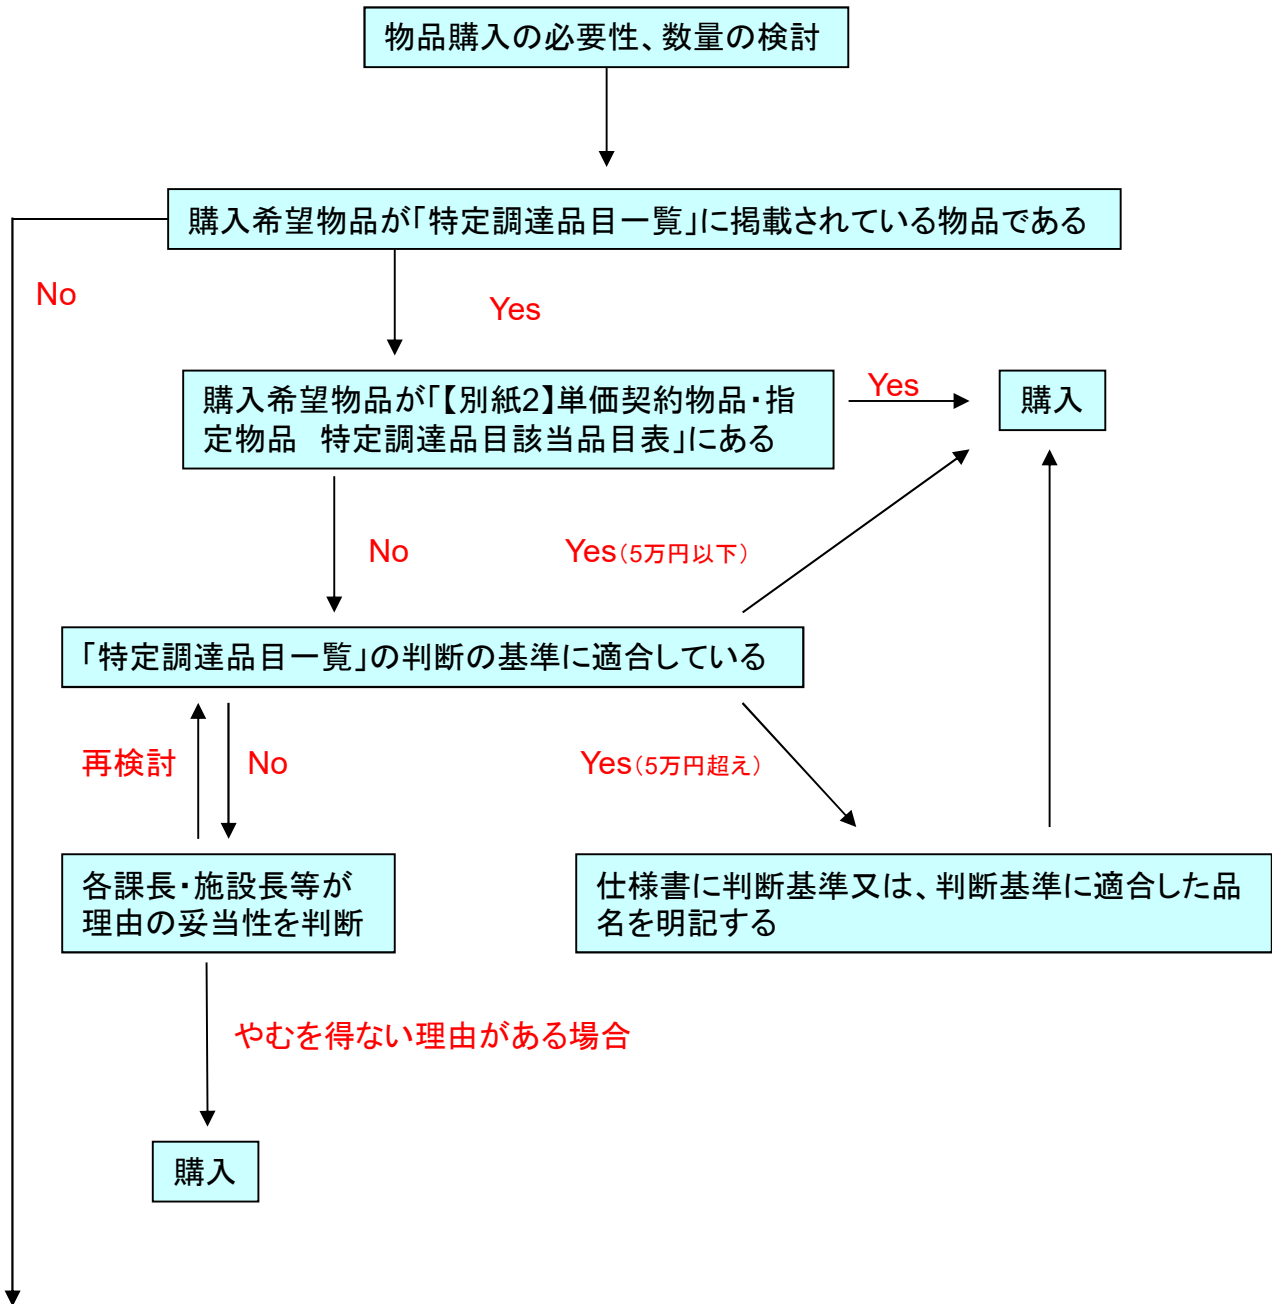 物品購入の必要性、数量の検討
購入希望物品が「特定調達品目一覧」に掲載されている物品である
No
Yes
購入希望物品が「【別紙2】単価契約物品・指
定物品　特定調達品目該当品目表」にある
Yes
購入
No
Yes（5万円以下）
「特定調達品目一覧」の判断の基準に適合している
再検討
No
Yes（5万円超え）
各課長・施設長等が
理由の妥当性を判断
仕様書に判断基準又は、判断基準に適合した品
名を明記する
やむを得ない理由がある場合
購入